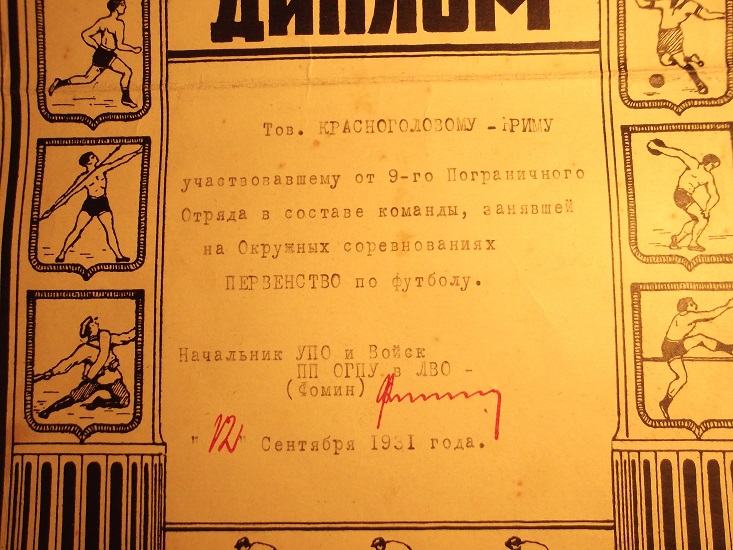 ДИПЛОМ
Тов. КРАСНОГОЛОВОМУ -
участвовавшему от 9-го Пограничного
Отряда в составе команды, занявшей
на Окружных соревнованиях
ПЕРВЕНСТВО по футболу.
Начальник УПО и Войск
ПП ОГПУ в ЛВО -
(Фомин)
"12" Сентября 1931 года.